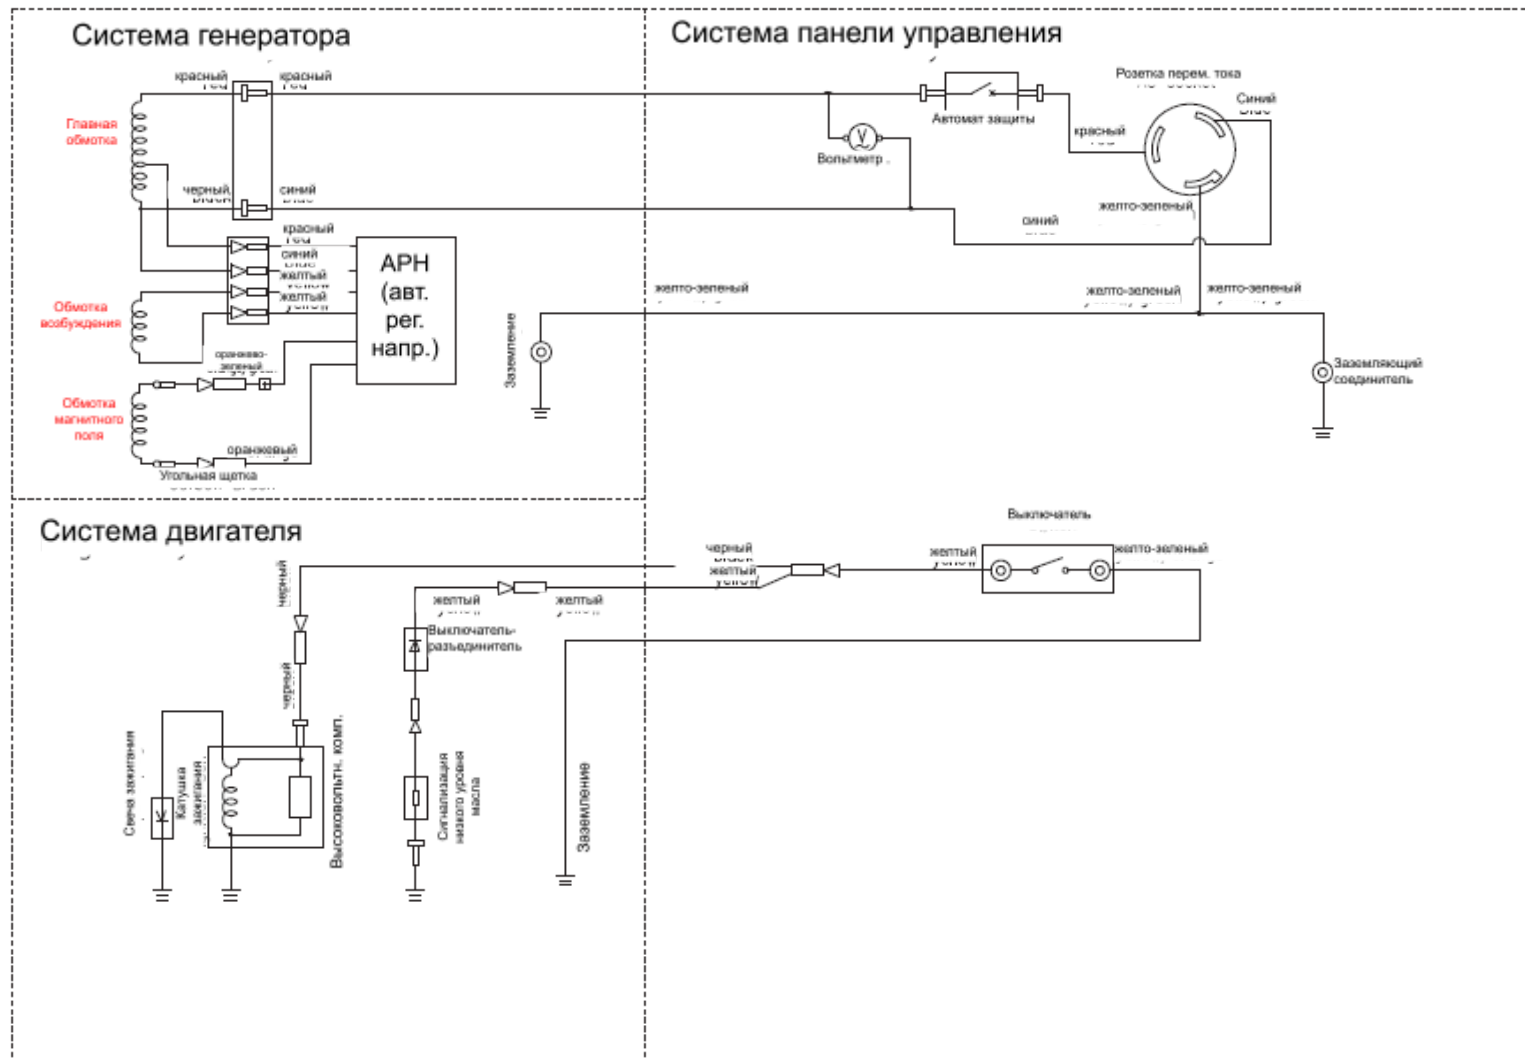 Система генератора
Система панели управления
красный
красный
Главная
обмотка
черный
синий
красный
синий
желтый
желтый
АРН
(авт.
рег.
напр.)
Обмотка
возбуждения
оранжево-
зеленый
Обмотка
магнитного
поля
оранжевый
Угольная щетка
Автомат защиты
Вольтметр .
V
Розетка перем. тока
Синий
красный
желто-зеленый
синий
желто-зеленый
желто-зеленый
желто-зеленый
Заземление
Заземляющий
соединитель
Система двигателя
черный
черный
желтый
желтый
Выключатель-
разъединитель
черный
желтый
желтый
Выключатель
желто-зеленый
Свеча зажигания
Катушка
зажигания
Высоковольтн. комп.
Сигнализация
низкого уровня
масла
Заземление